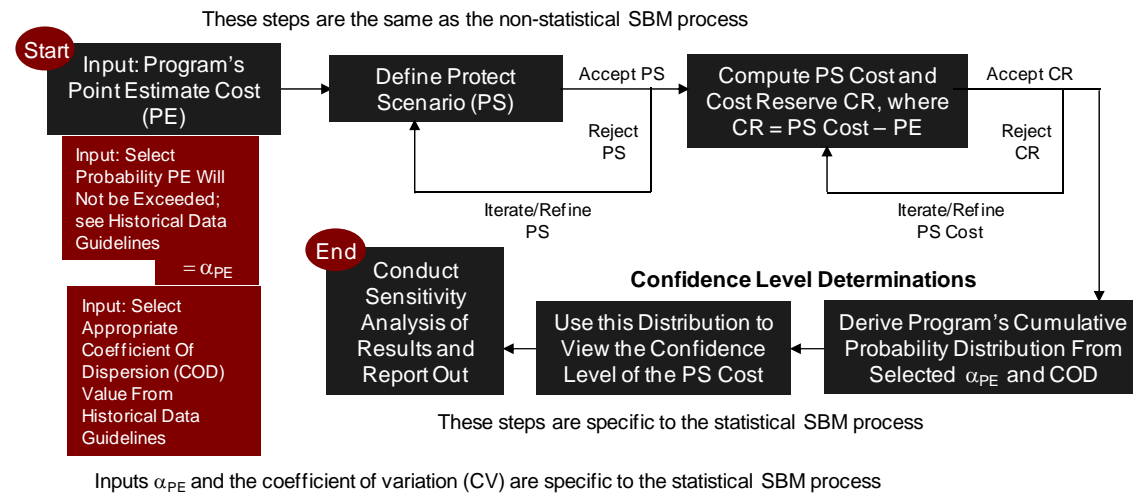 These steps are the same as the non-statistical SBM process
Start
Input: Program's
Point Estimate Cost
(PE)
Define Protect
Scenario (PS)
Accept PS
Reject
PS
Iterate/Refine
PS
Compute PS Cost and
Cost Reserve CR, where
CR = PS Cost – PE
Accept CR
Reject
CR
Iterate/Refine
PS Cost
Input: Select
Probability PE Will
Not be Exceeded;
see Historical Data
Guidelines
= αPE
Input: Select
Appropriate
Coefficient Of
Dispersion (COD)
Value From
Historical Data
Guidelines
End
Conduct
Sensitivity
Analysis of
Results and
Report Out
Confidence Level Determinations
Use this Distribution to
View the Confidence
Level of the PS Cost
Derive Program's Cumulative
Probability Distribution From
Selected αPE and COD
These steps are specific to the statistical SBM process
Inputs αPE and the coefficient of variation (CV) are specific to the statistical SBM process